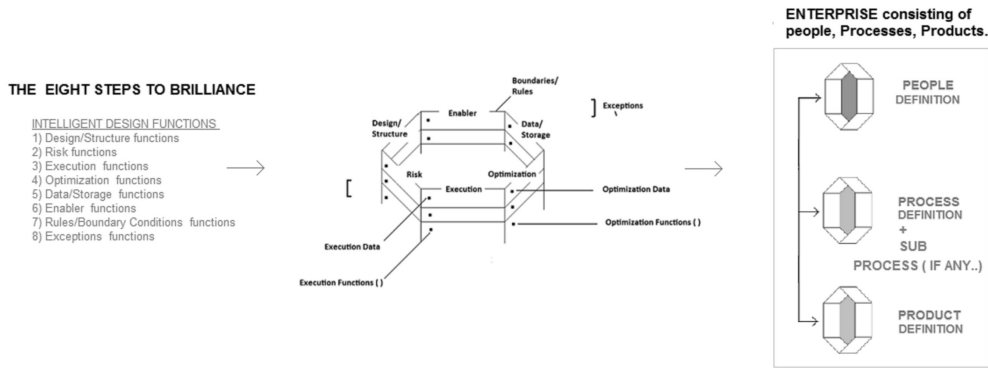 THE EIGHT STEPS TO BRILLIANCE
INTELLIGENT DESIGN FUNCTIONS
1) Design/Structure functions
2) Risk functions
3) Execution functions
4) Optimization functions
5) Data/Storage functions
6) Enabler functions
7) Rules/Boundary Conditions functions
8) Exceptions functions
Boundaries/
Rules
Exceptions
Enabler
Design/
Structure
Data/
Storage
Risk
Optimization
Execution
Optimization Data
Optimization Functions ( )
Execution Data
Execution Functions ( )
ENTERPRISE consisting of
people, Processes, Products.
PEOPLE
DEFINITION
PROCESS
DEFINITION
+
SUB
PROCESS ( IF ANY..)
PRODUCT
DEFINITION